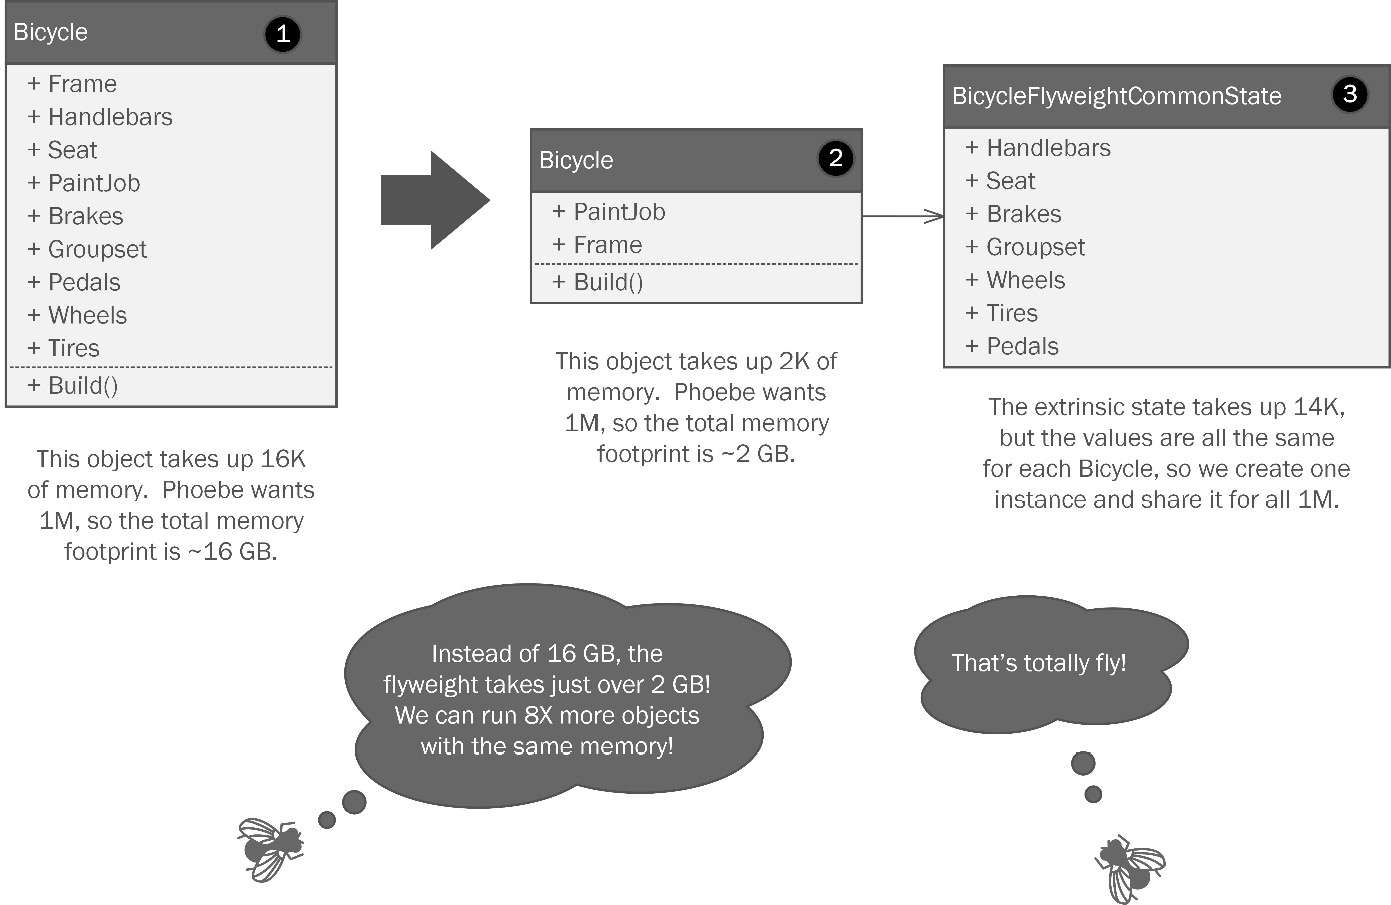 Bicycle
1
+ Frame
+ Handlebars
+ Seat
+ PaintJob
+ Brakes
+ Groupset
+ Pedals
+ Wheels
+ Tires
+ Build()
This object takes up 16K
of memory.  Phoebe wants
1M, so the total memory
footprint is ~16 GB.
Bicycle
2
+ PaintJob
+ Frame
+ Build()
This object takes up 2K of
memory.  Phoebe wants
1M, so the total memory
footprint is ~2 GB.
BicycleFlyweightCommonState
3
+ Handlebars
+ Seat
+ Brakes
+ Groupset
+ Wheels
+ Tires
+ Pedals
The extrinsic state takes up 14K,
but the values are all the same
for each Bicycle, so we create one
instance and share it for all 1M.
Instead of 16 GB, the
flyweight takes just over 2 GB!
We can run 8X more objects
with the same memory!
That's totally fly!